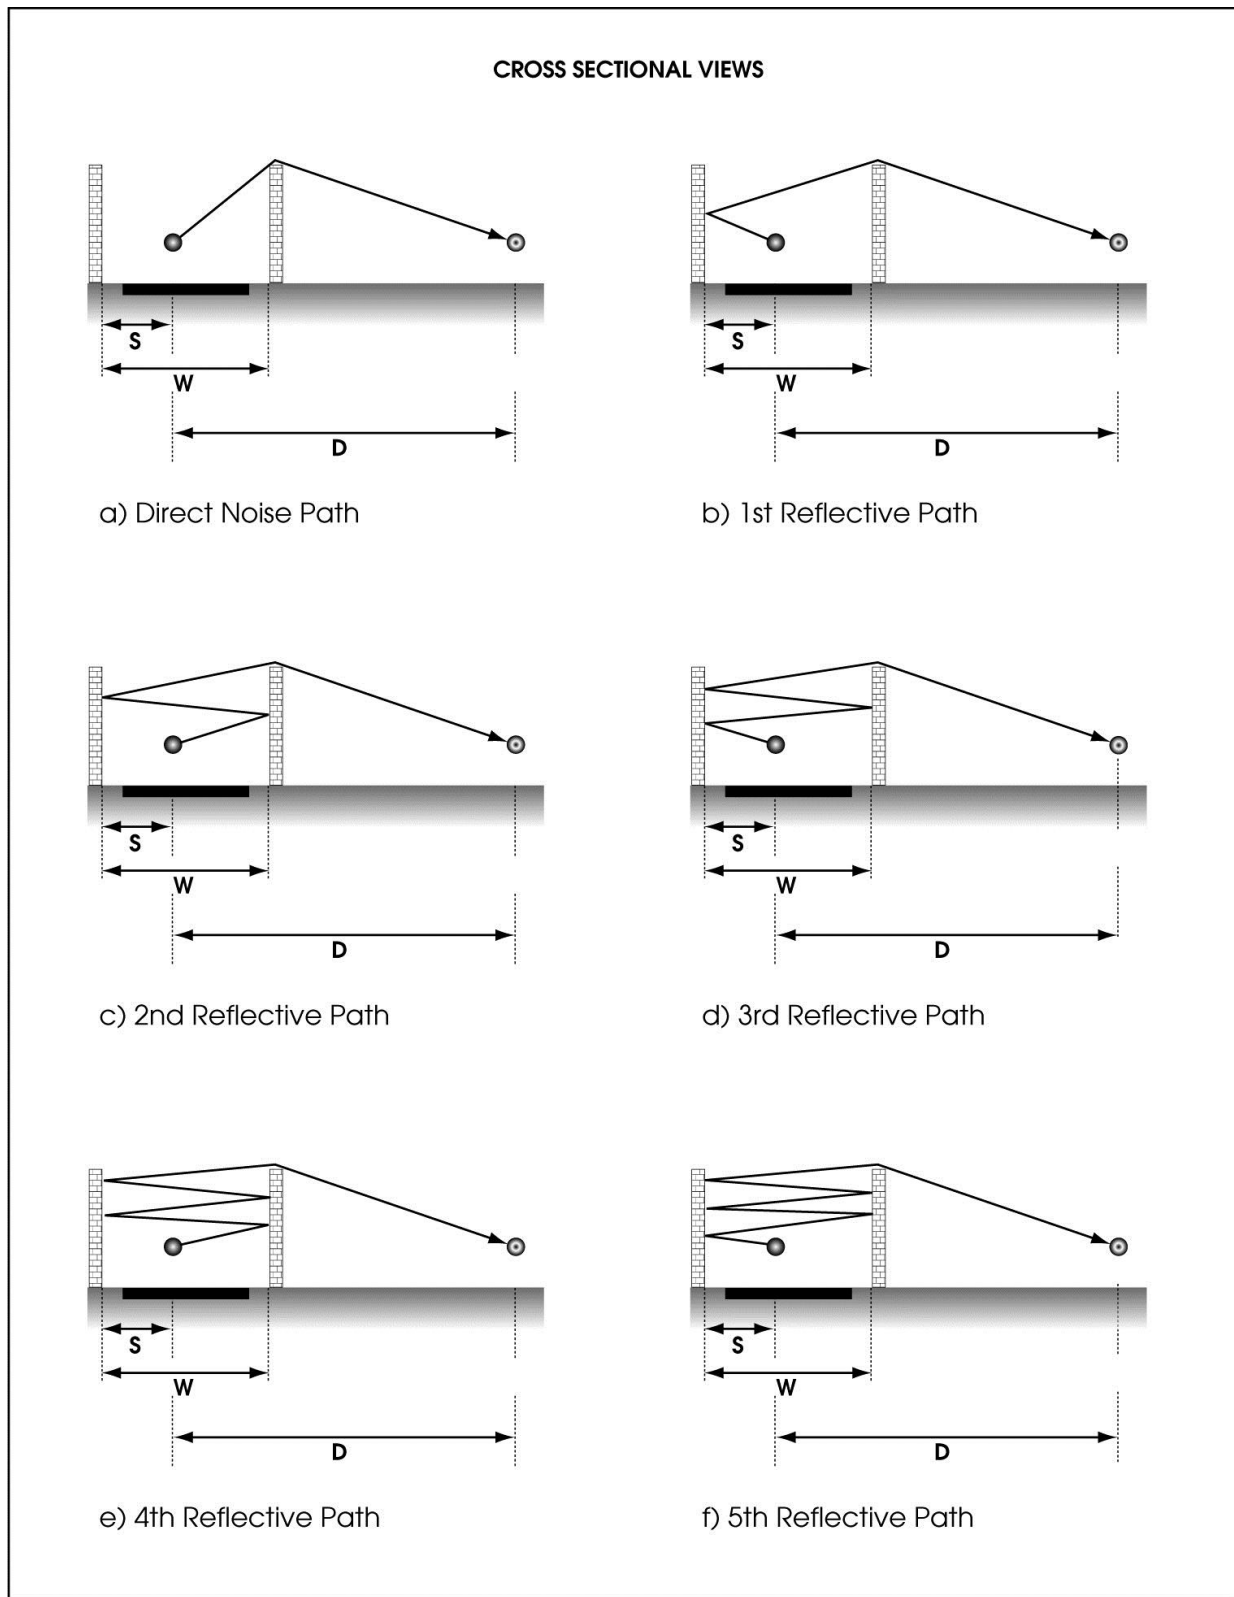 CROSS SECTIONAL VIEWS
S
W
D
a) Direct Noise Path
S
W
D
b) 1st Reflective Path
S
W
D
c) 2nd Reflective Path
S
W
D
d) 3rd Reflective Path
S
W
D
e) 4th Reflective Path
S
W
D
f) 5th Reflective Path